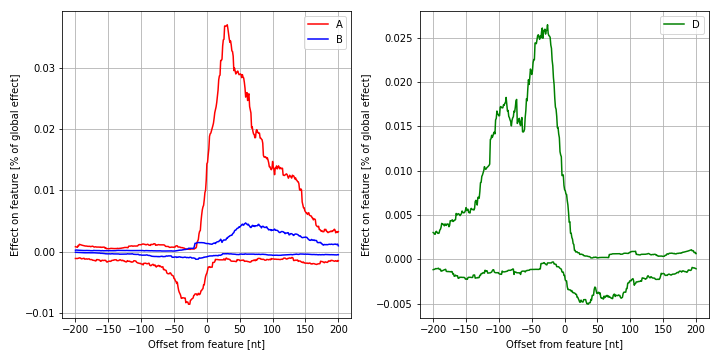 Effect on feature [% of global effect]
0.03
0.02
0.01
0.00
−0.01
A
B
−200 −150 −100 −50 0 50 100 150 200
Offset from feature [nt]
Effect on feature [% of global effect]
0.025
0.020
0.015
0.010
0.005
0.000
−0.005
D
−200 −150 −100 −50 0 50 100 150 200
Offset from feature [nt]